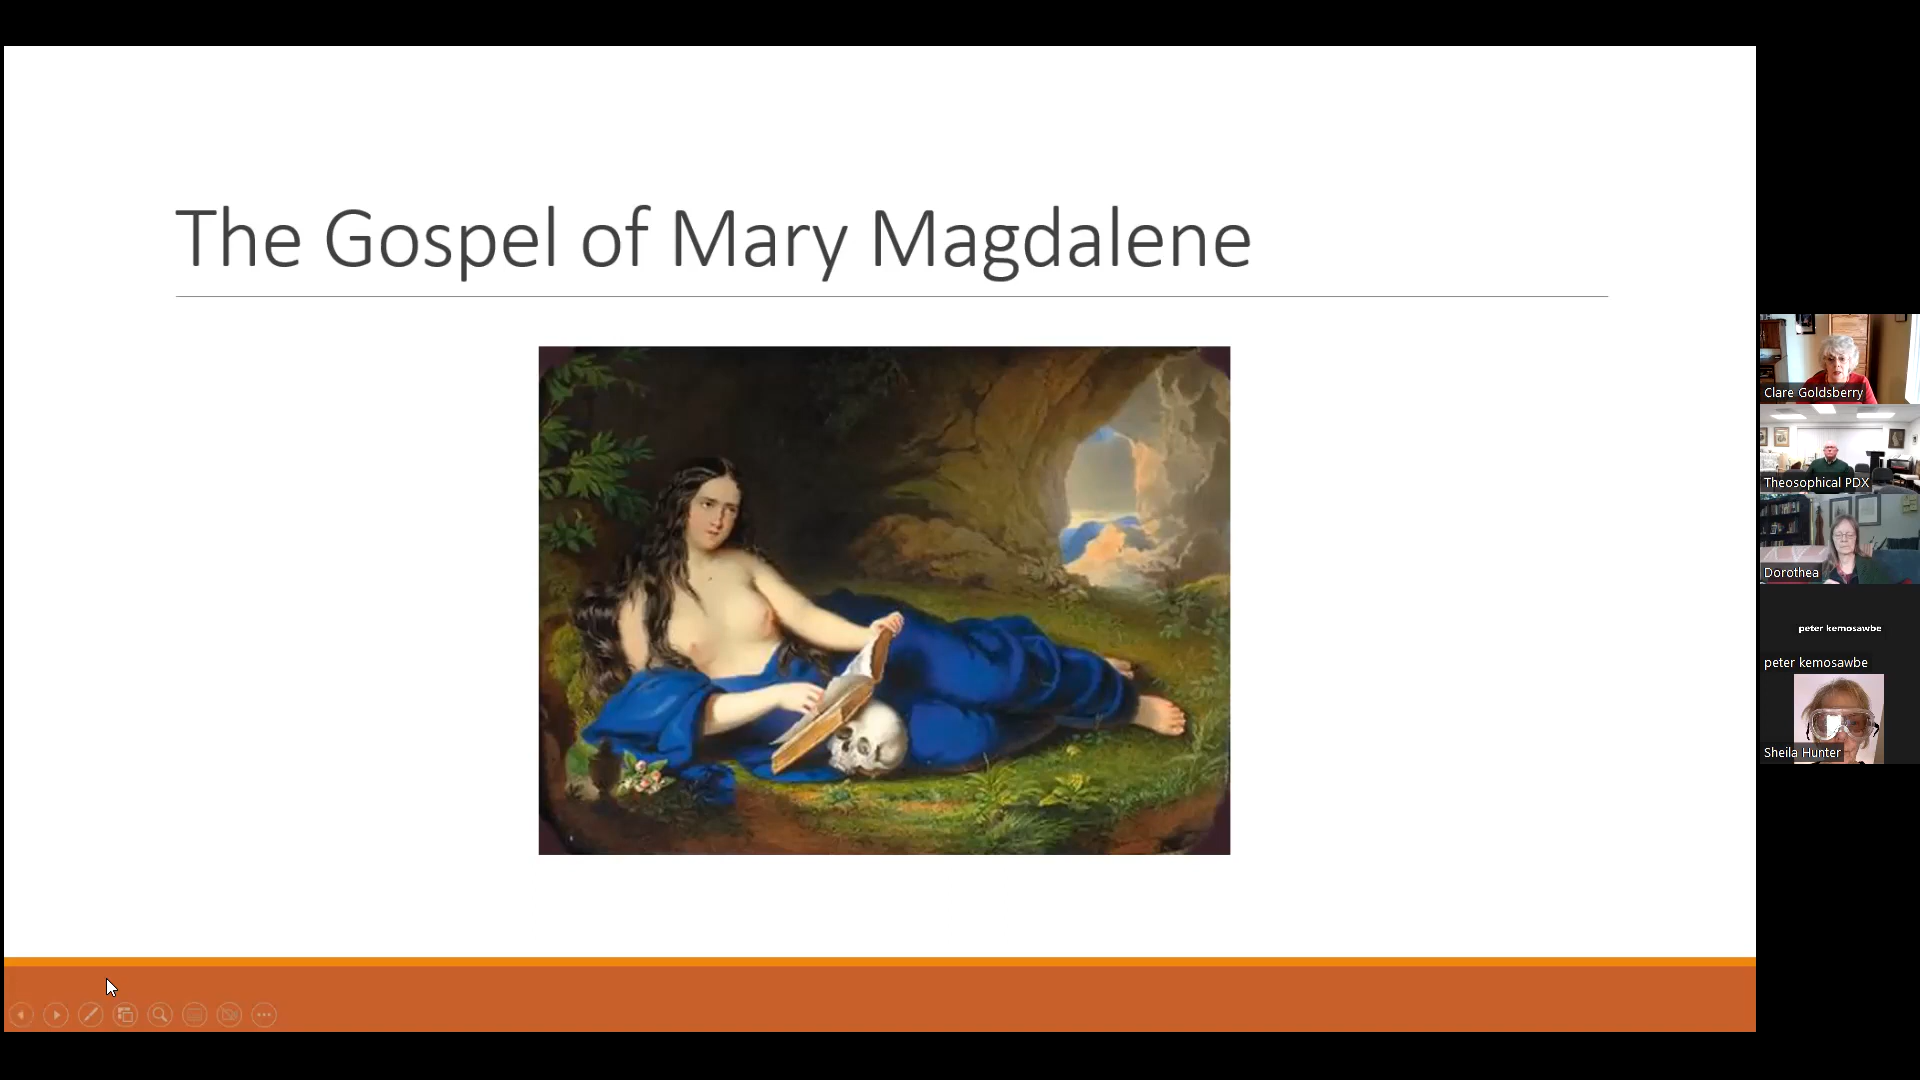 The Gospel of Mary Magdalene
Clare Goldsberry
Theosophical PDX
Dorothea
peter kemosawbe
peter kemosawbe
Sheila Hunter